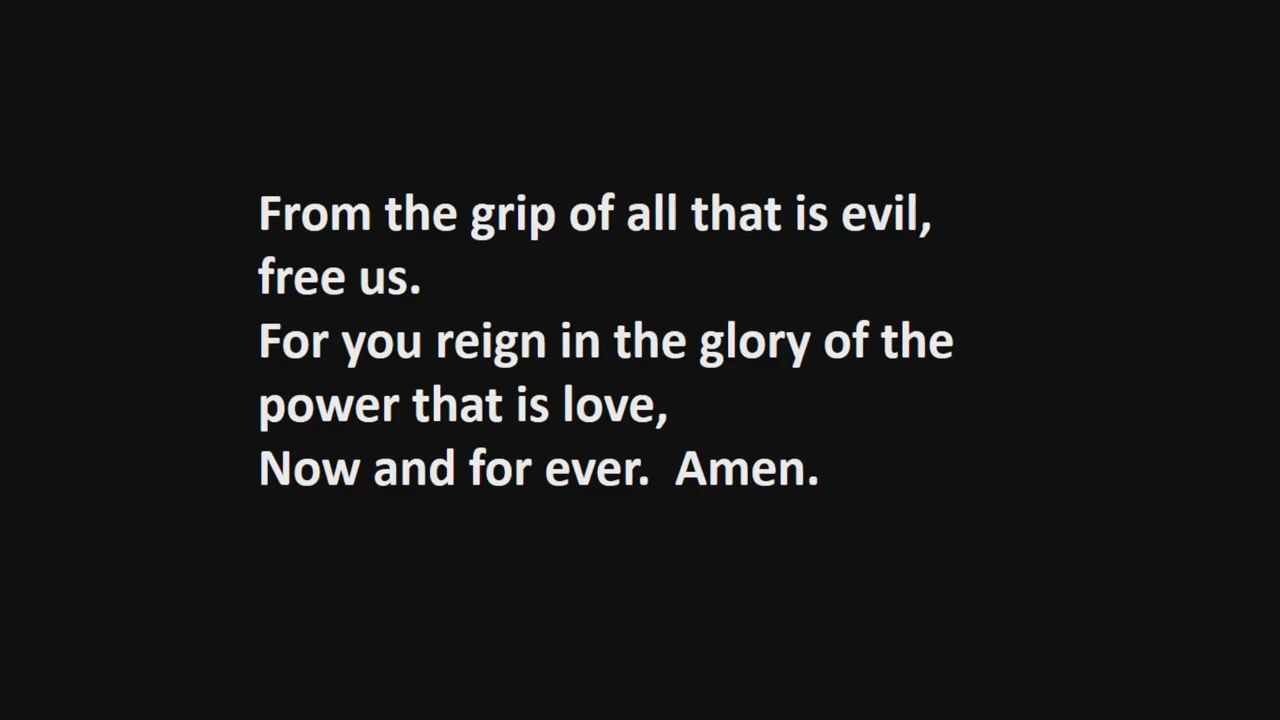 From the grip of all that is evil,
free us.
For you reign in the glory of the
power that is love,
Now and for ever.  Amen.